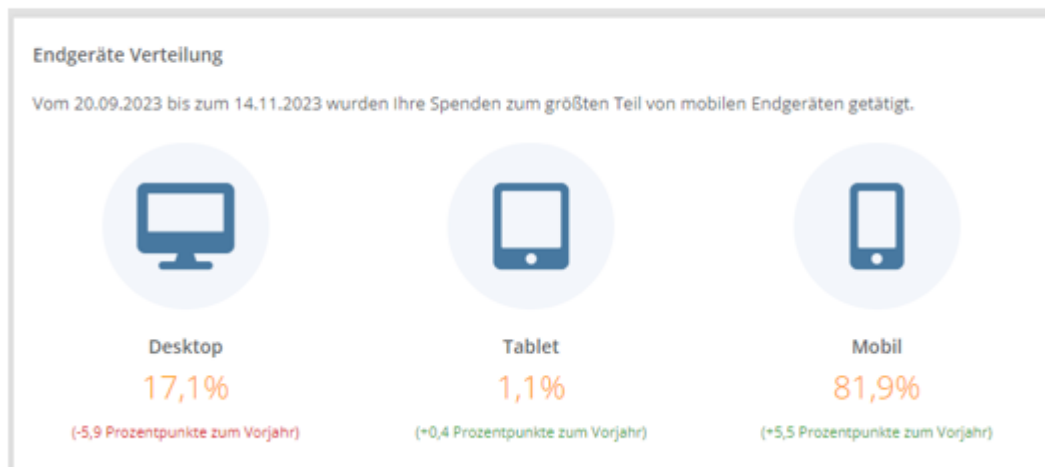 Endgeräte Verteilung
Vom 20.09.2023 bis zum 14.11.2023 wurden Ihre Spenden zum größten Teil von mobilen Endgeräten getätigt.
Desktop
17,1%
(-5,9 Prozentpunkte zum Vorjahr)
Tablet
1,1%
(+0,4 Prozentpunkte zum Vorjahr)
Mobil
81,9%
(+5,5 Prozentpunkte zum Vorjahr)